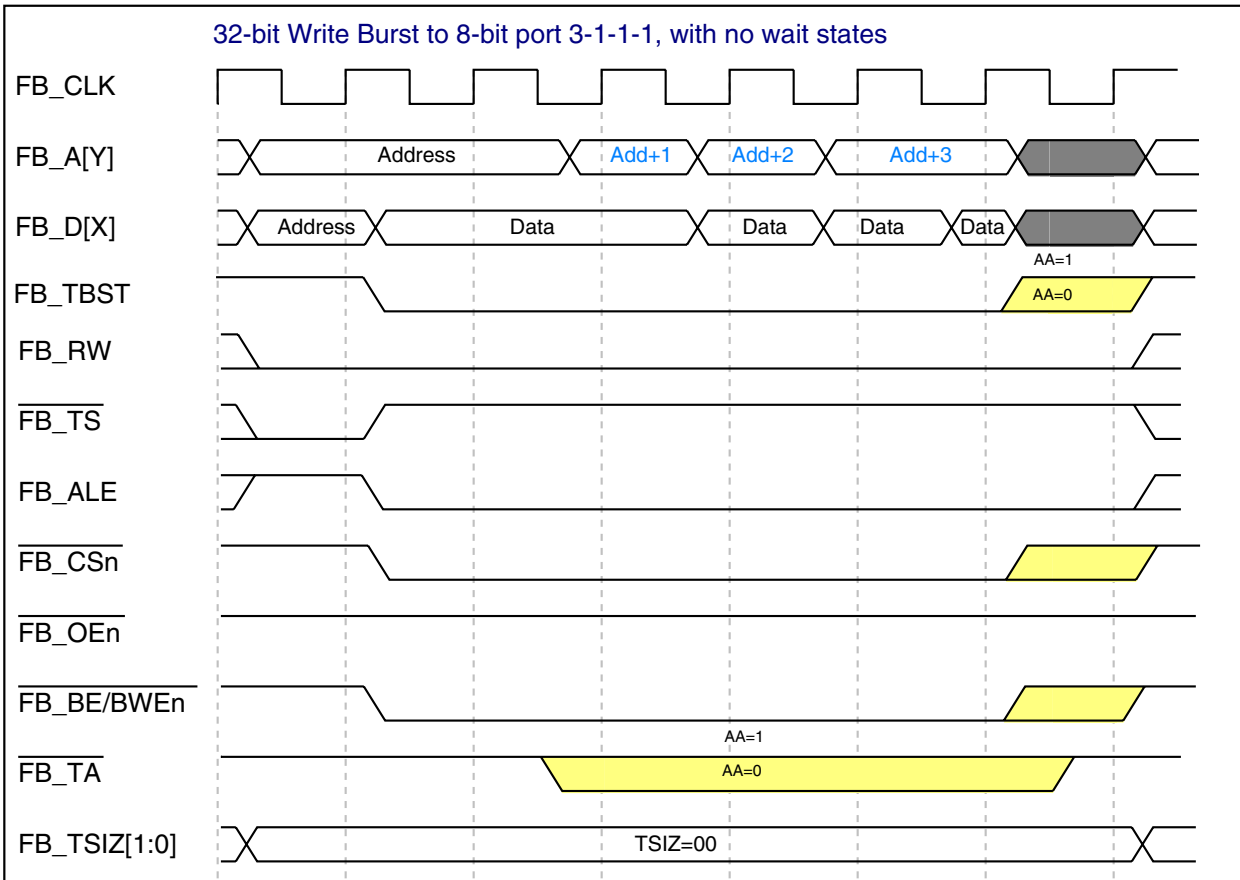 32-bit Write Burst to 8-bit port 3-1-1-1, with no wait states
FB_CLK
FB_A[Y] Address Add+1 Add+2 Add+3
FB_D[X] Address Data Data Data Data
AA=1
FB_TBST AA=0
FB_RW
FB_TS
FB_ALE
FB_CSn
FB_OEn
FB_BE/BWEn
AA=1
FB_TA AA=0
FB_TSIZ[1:0] TSIZ=00